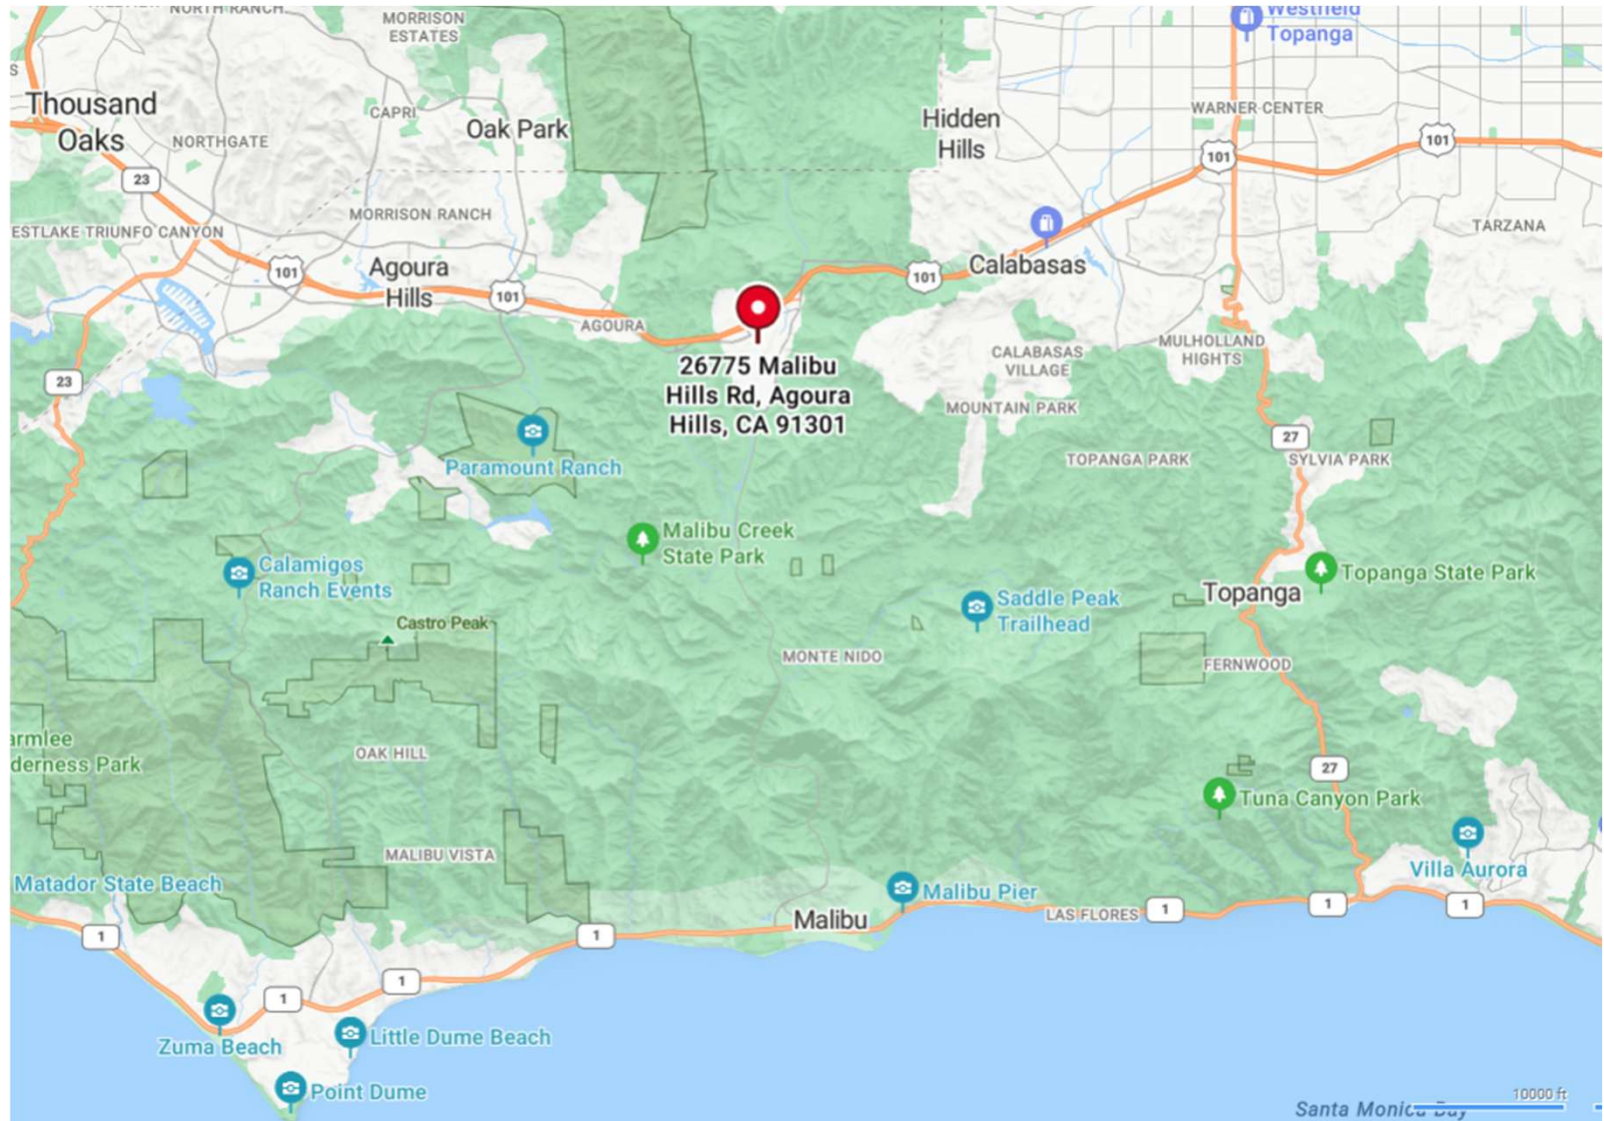 NORTH RANCH
MORRISON
ESTATES
Westfield
Topanga
Thousand
Oaks
NORTHGATE
CAPRI
Oak Park
Hidden
Hills
WARNER CENTER
101
101
23
MORRISON RANCH
TARZANA
ESTLAKE TRIUNFO CANYON
101
Agoura
Hills
101
101
Calabasas
AGOURA
26775 Malibu
Hills Rd, Agoura
Hills, CA 91301
CALABASAS
VILLAGE
MULHOLLAND
HIGHTS
23
MOUNTAIN PARK
27
Paramount Ranch
TOPANGA PARK
SYLVIA PARK
Malibu Creek
State Park
Calamigos
Ranch Events
Topanga State Park
Topanga
Saddle Peak
Trailhead
Castro Peak
MONTE NIDO
FERNWOOD
armlee
derness Park
OAK HILL
27
Tuna Canyon Park
MALIBU VISTA
Matador State Beach
Villa Aurora
Malibu Pier
Malibu
LAS FLORES
1
1
1
1
1
1
1
Zuma Beach
Little Dume Beach
Point Dume
10000 ft
Santa Monica Bay